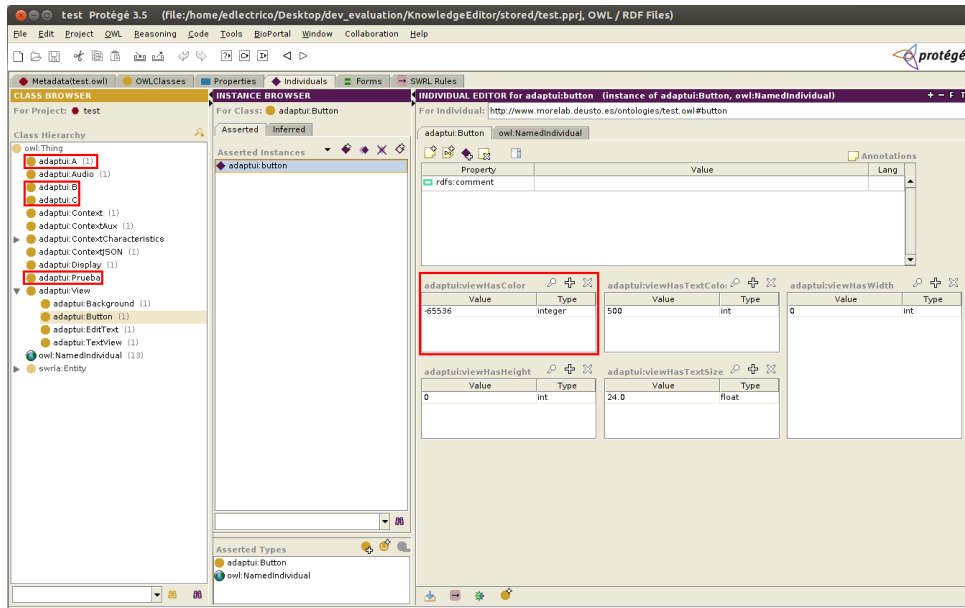 test Protégé 3.5 (file:/home/edlectrico/Desktop/dev_evaluation/KnowledgeEditor/stored/test.pprj, OWL / RDF Files)
File Edit Project OWL Reasoning Code Tools BioPortal Window Collaboration Help
protégé
Metadata(test.owl) OWLClasses Properties Individuals Forms SWRL Rules
CLASS BROWSER
For Project: test
Class Hierarchy
owl:Thing
adaptui:A (1)
adaptui:Audio (1)
adaptui:B
adaptui:C
adaptui:Context (1)
adaptui:ContextAux (1)
adaptui:ContextCharacteristics
adaptui:ContextJSON (1)
adaptui:Display (1)
adaptui:Prueba
adaptui:View
adaptui:Background (1)
adaptui:Button (1)
adaptui:EditText (1)
adaptui:TextView (1)
owl:NamedIndividual (13)
swrla:Entity
INSTANCE BROWSER
For Class: adaptui:Button
Asserted Inferred
Asserted Instances
adaptui:button
Asserted Types
adaptui:Button
owl:NamedIndividual
INDIVIDUAL EDITOR for adaptui:button (instance of adaptui:Button, owl:NamedIndividual) + - F T
For Individual: http://www.morelab.deusto.es/ontologies/test.owl#button
adaptui:Button owl:NamedIndividual
Annotations
Property Value Lang
rdfs:comment
adaptui:viewHasColor
Value Type
-65536 integer
adaptui:viewHasTextColo
Value Type
500 int
adaptui:viewHasWidth
Value Type
0 int
adaptui:viewHasHeight
Value Type
0 int
adaptui:viewHasTextSize
Value Type
24.0 float